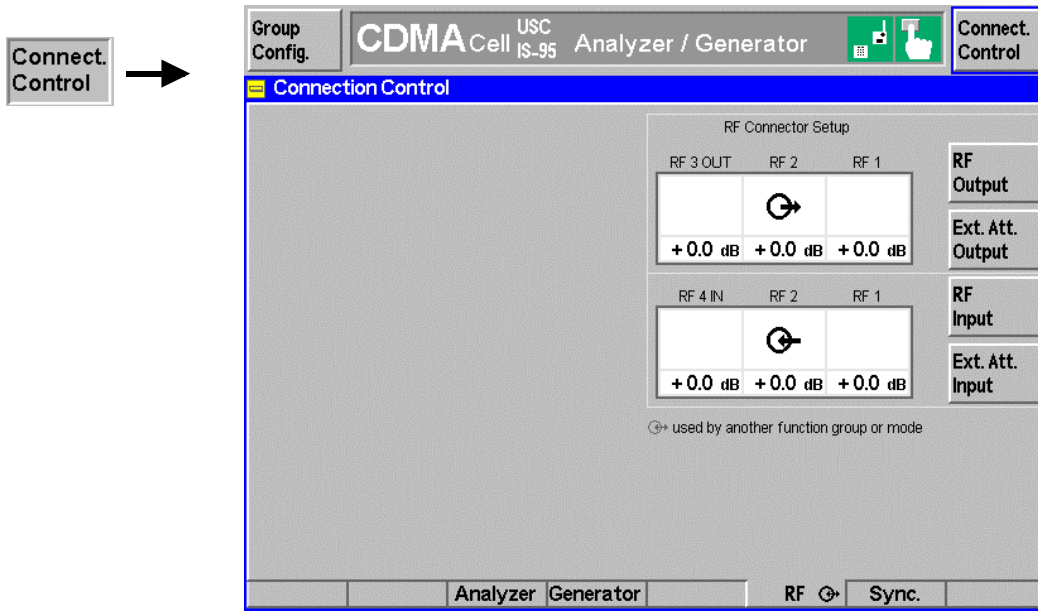 Connect.
Control
Group
Config.
CDMA Cell USC IS-95 Analyzer / Generator
Connect.
Control
Connection Control
RF Connector Setup
RF 3 OUT RF 2 RF 1
+ 0.0 dB + 0.0 dB + 0.0 dB
RF
Output
Ext. Att.
Output
RF 4 IN RF 2 RF 1
+ 0.0 dB + 0.0 dB + 0.0 dB
RF
Input
Ext. Att.
Input
used by another function group or mode
Analyzer Generator RF Sync.